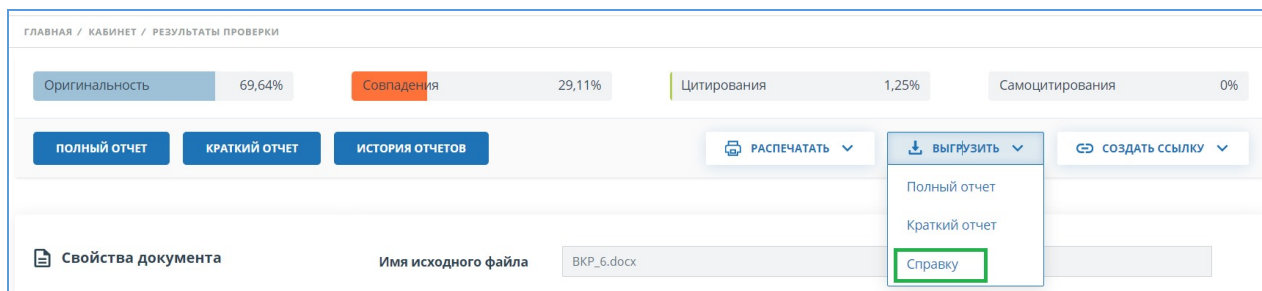 ГЛАВНАЯ / КАБИНЕТ / РЕЗУЛЬТАТЫ ПРОВЕРКИ
Оригинальность 69,64% Совпадения 29,11% Цитирования 1,25% Самоцитирования 0%
ПОЛНЫЙ ОТЧЕТ КРАТКИЙ ОТЧЕТ ИСТОРИЯ ОТЧЕТОВ РАСПЕЧАТАТЬ ВЫГРУЗИТЬ СОЗДАТЬ ССЫЛКУ
Полный отчет
Краткий отчет
Свойства документа Имя исходного файла ВКР_6.docx Справку